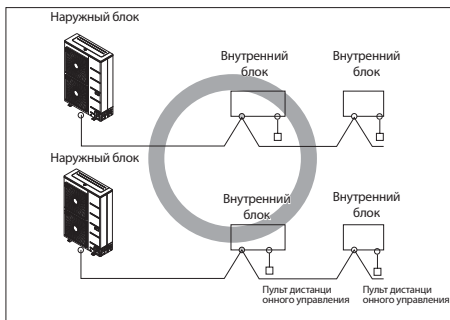 Наружный блок
Внутренний
блок
Внутренний
блок
Наружный блок
Внутренний
блок
Внутренний
блок
Пульт дистанци
онного управления
Пульт дистанци
онного управления